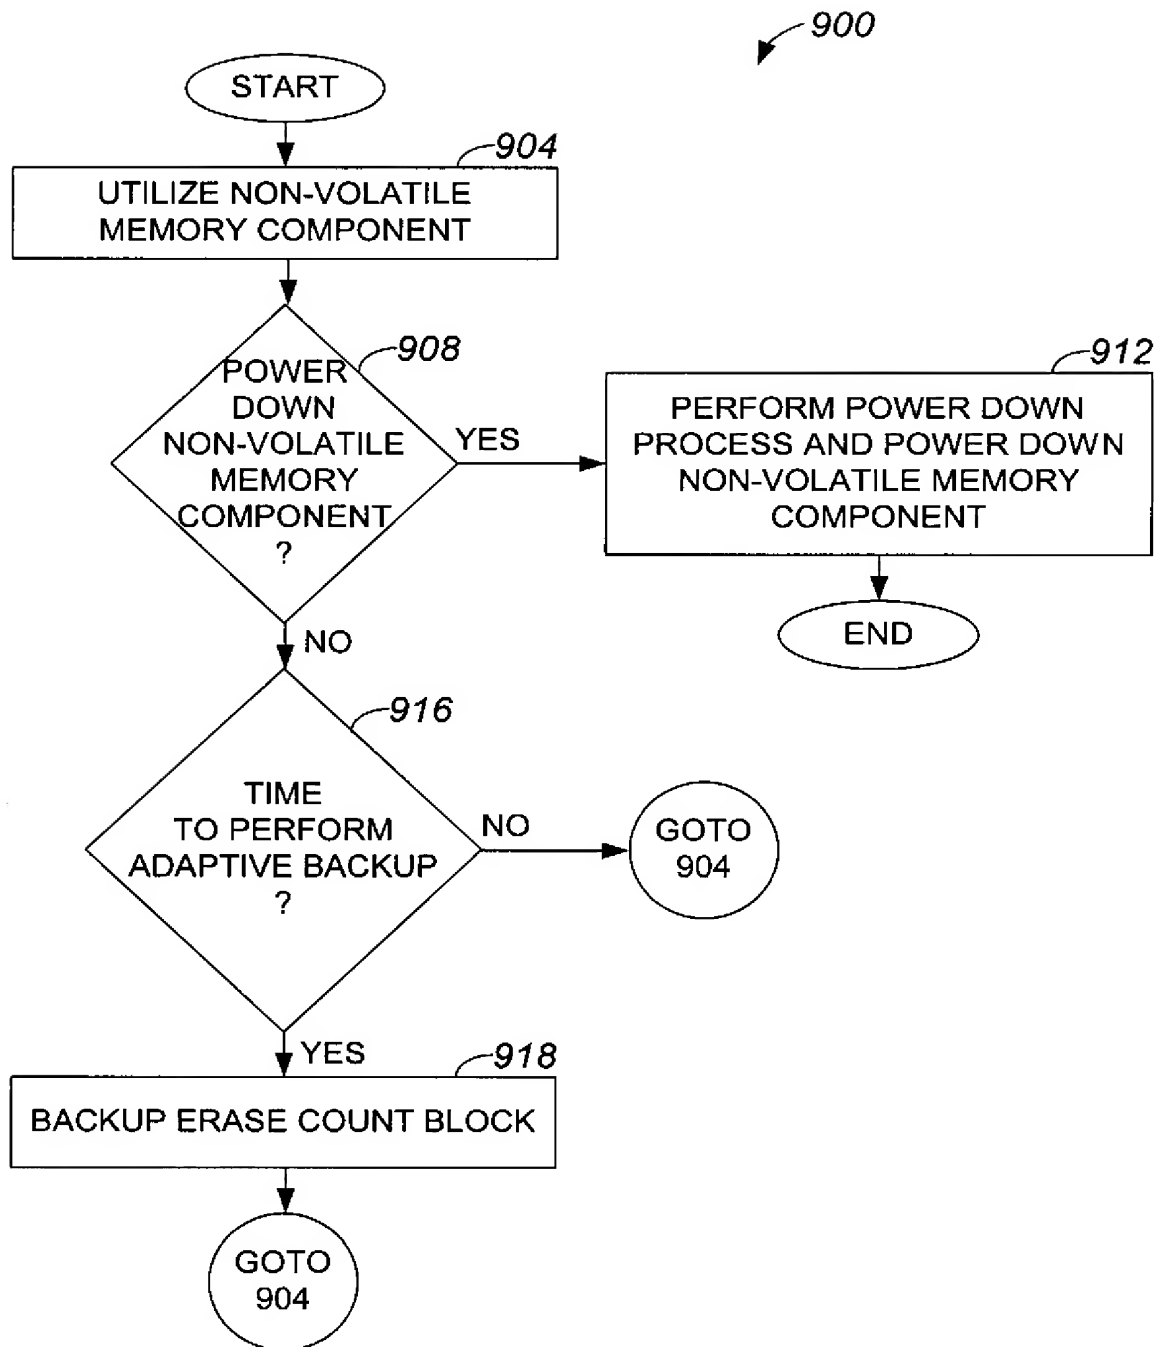 900
START
904
UTILIZE NON-VOLATILE
MEMORY COMPONENT
908
POWER
DOWN
NON-VOLATILE
MEMORY
COMPONENT
?
YES
912
PERFORM POWER DOWN
PROCESS AND POWER DOWN
NON-VOLATILE MEMORY
COMPONENT
END
NO
916
TIME
TO PERFORM
ADAPTIVE BACKUP
?
NO
GOTO
904
YES
918
BACKUP ERASE COUNT BLOCK
GOTO
904